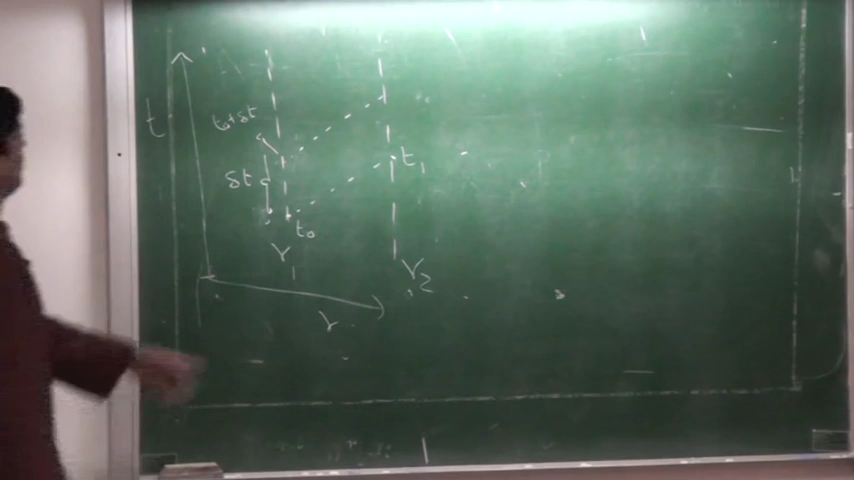 t
t₀+δt
δt
t₁
t₀
r₁
r₂
r